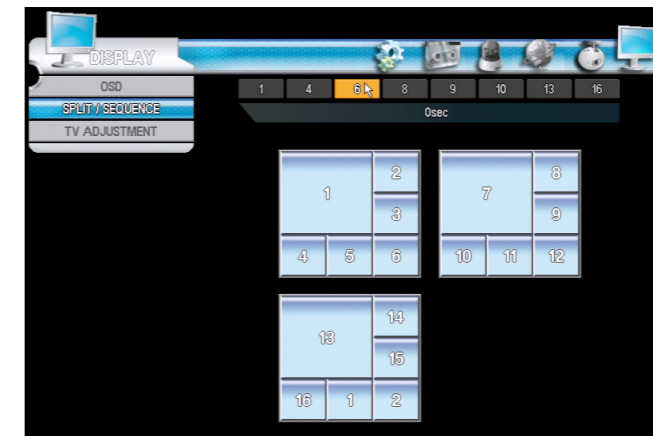 DISPLAY
OSD
SPLIT / SEQUENCE
TV ADJUSTMENT
1 4 6 8 9 10 13 16
0sec
1 2
3
4 5 6
7 8
9
10 11 12
13 14
15
16 1 2